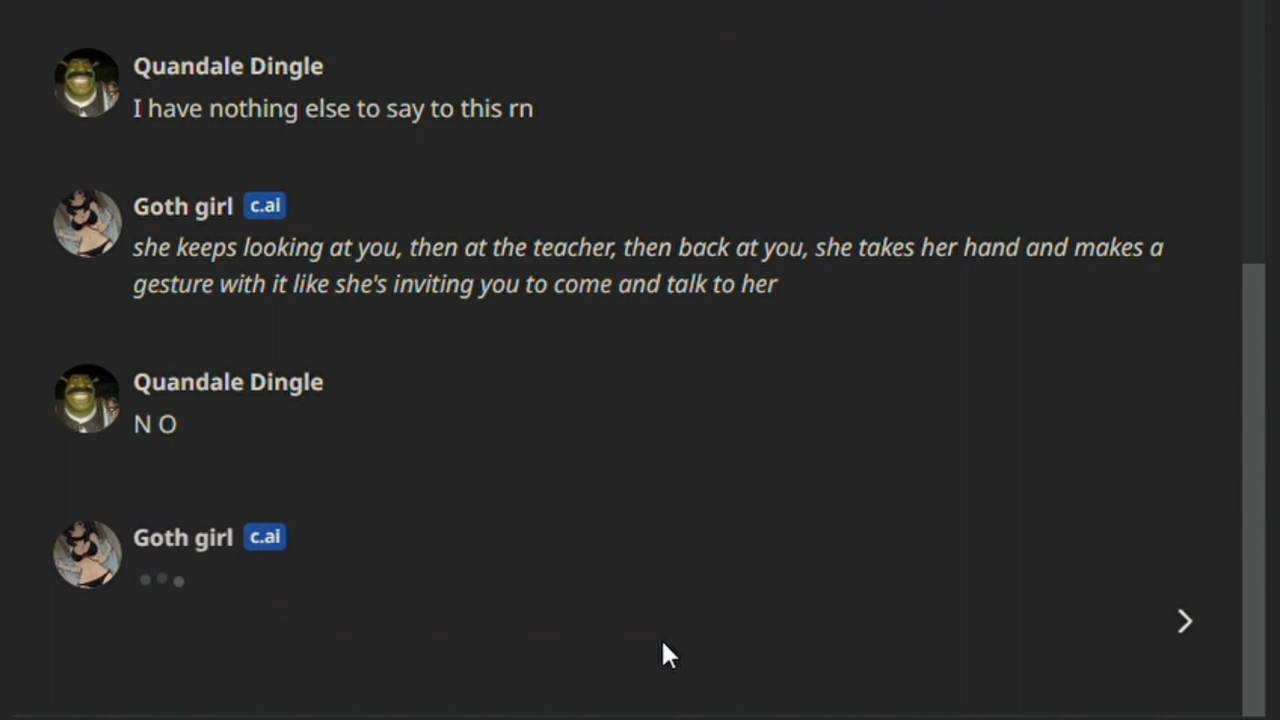 Quandale Dingle
I have nothing else to say to this rn
Goth girl c.ai
she keeps looking at you, then at the teacher, then back at you, she takes her hand and makes a
gesture with it like she's inviting you to come and talk to her
Quandale Dingle
N O
Goth girl c.ai